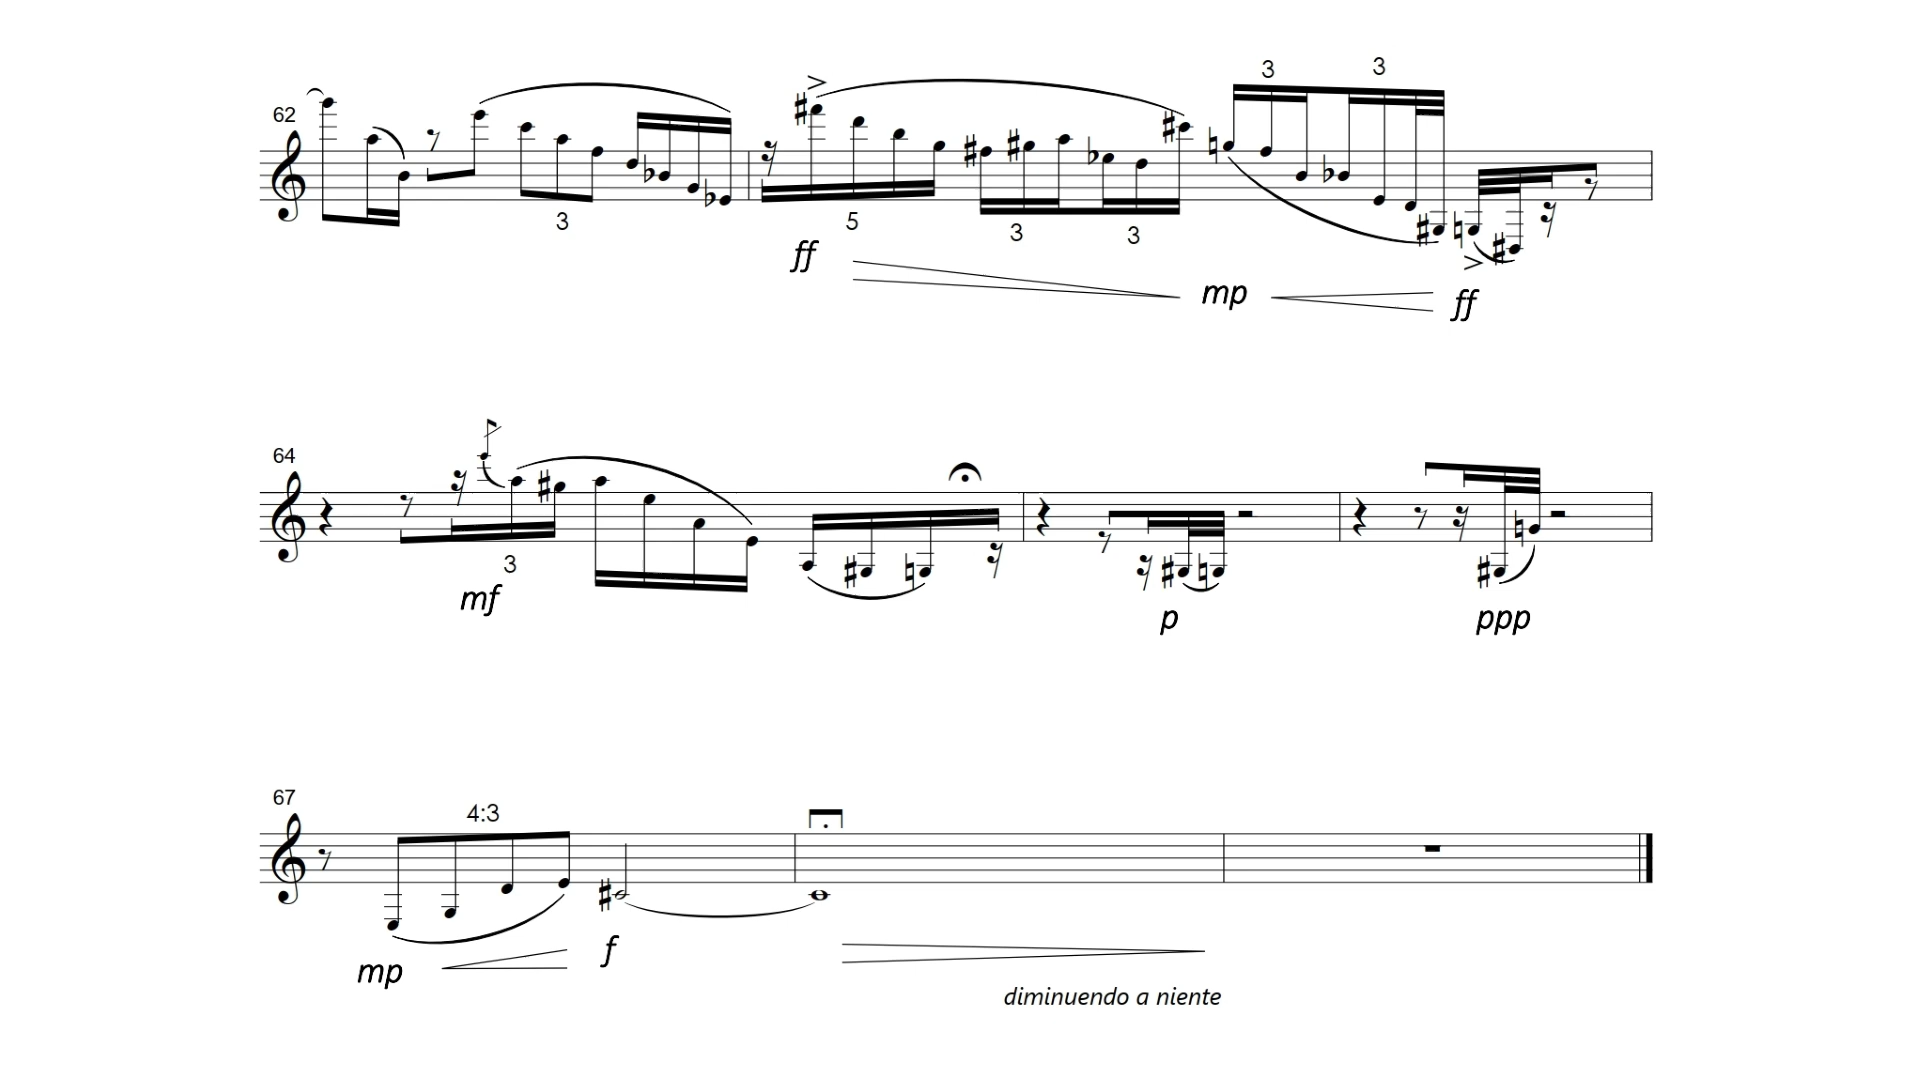 3 3
62
3 5 3 3
ff mp ff
64
3
mf p ppp
67 4:3
mp f
diminuendo a niente